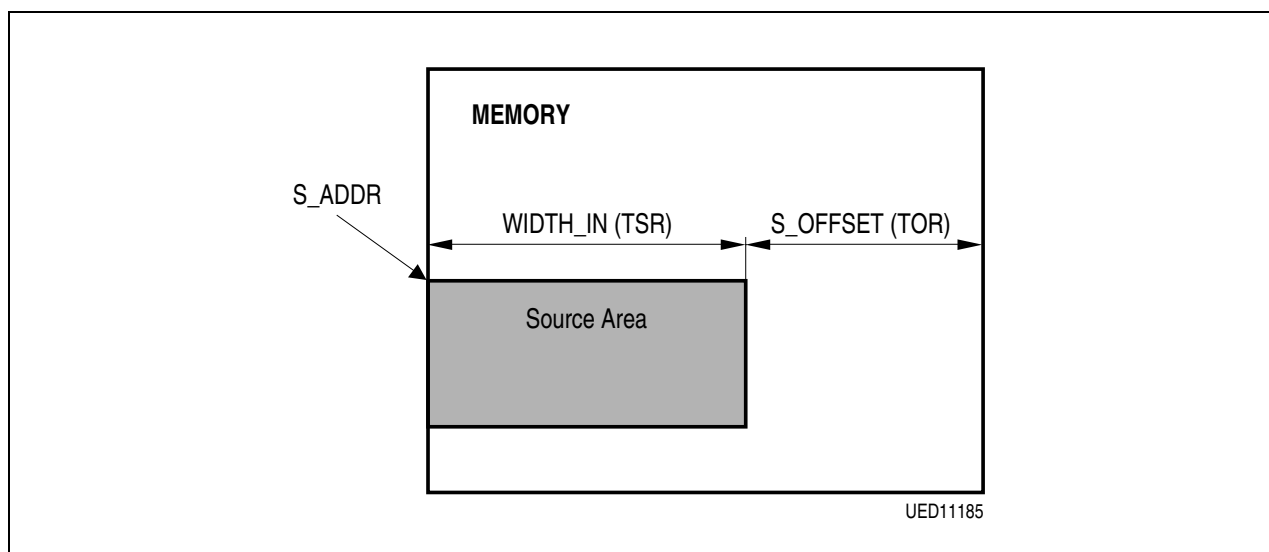 MEMORY
S_ADDR
WIDTH_IN (TSR)
S_OFFSET (TOR)
Source Area
UED11185